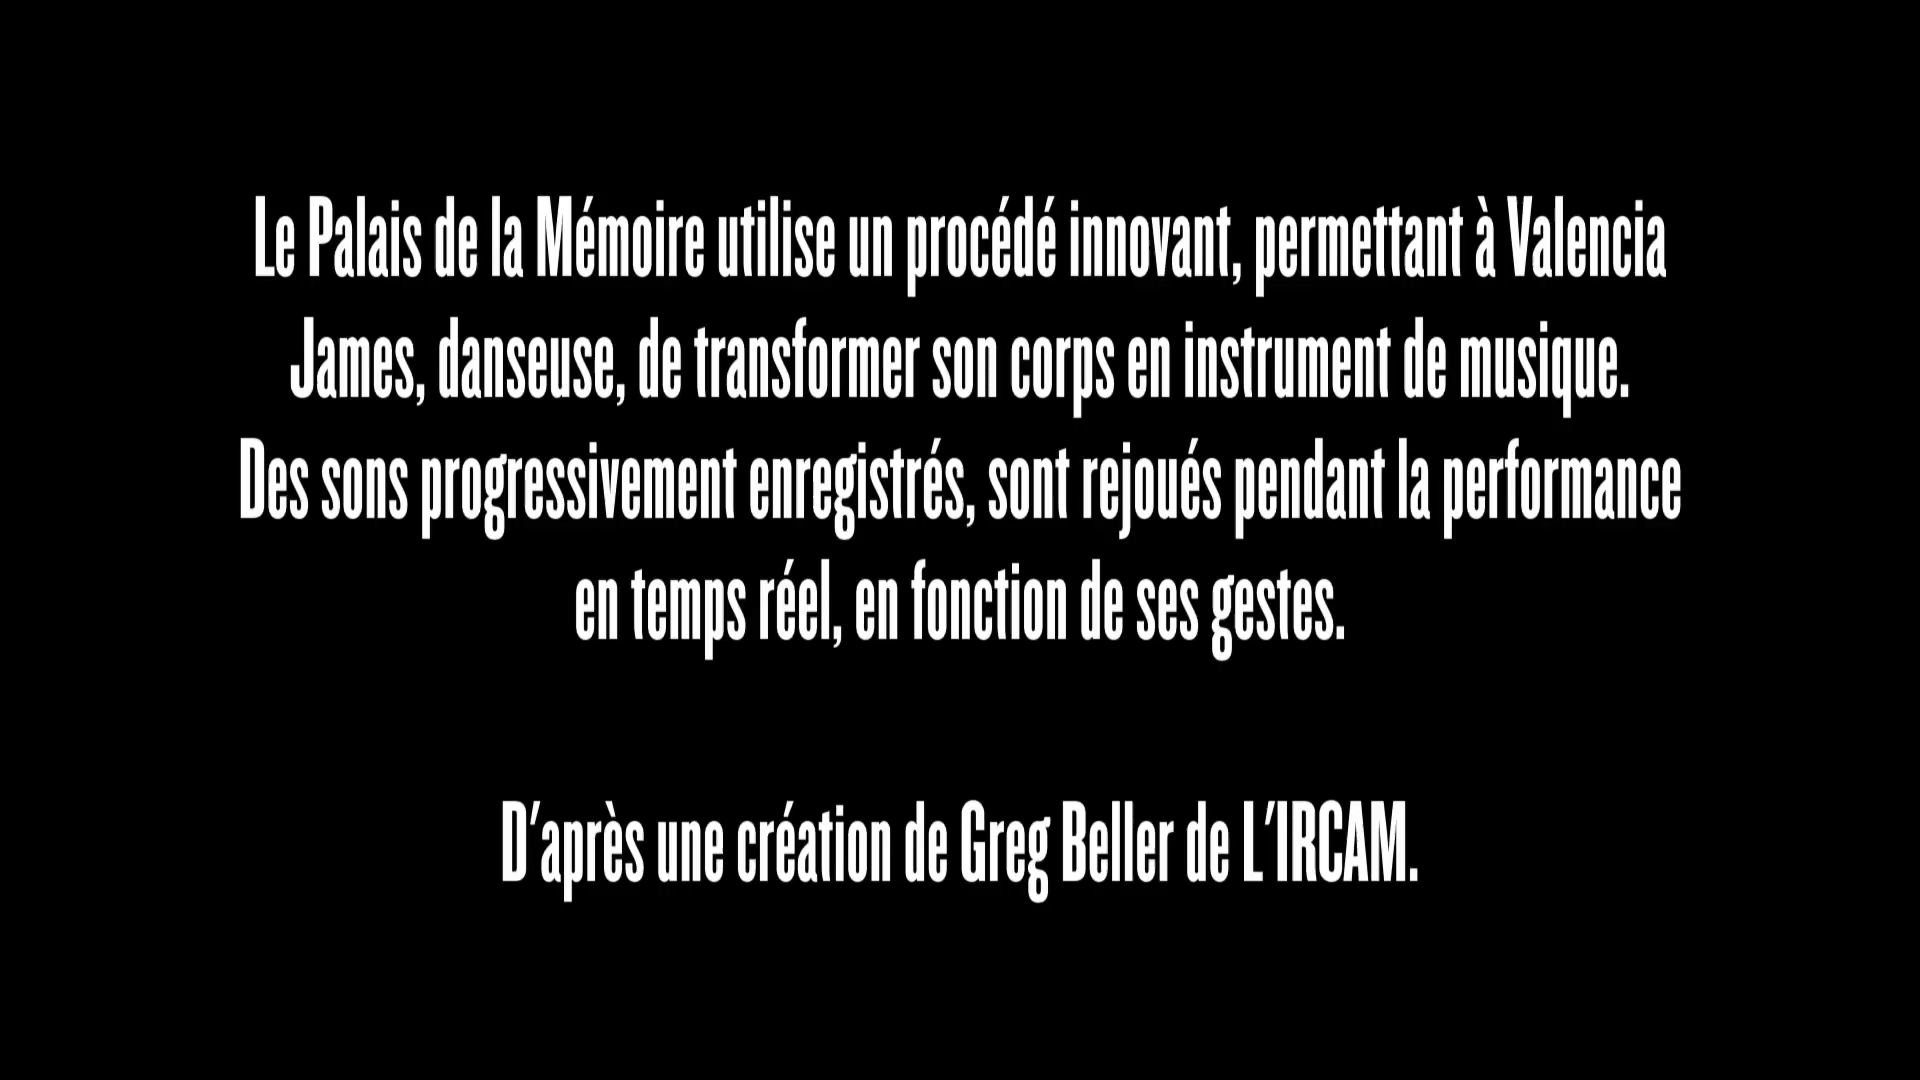 Le Palais de la Mémoire utilise un procédé innovant, permettant à Valencia
James, danseuse, de transformer son corps en instrument de musique.
Des sons progressivement enregistrés, sont rejoués pendant la performance
en temps réel, en fonction de ses gestes.
D'après une création de Greg Beller de L'IRCAM.